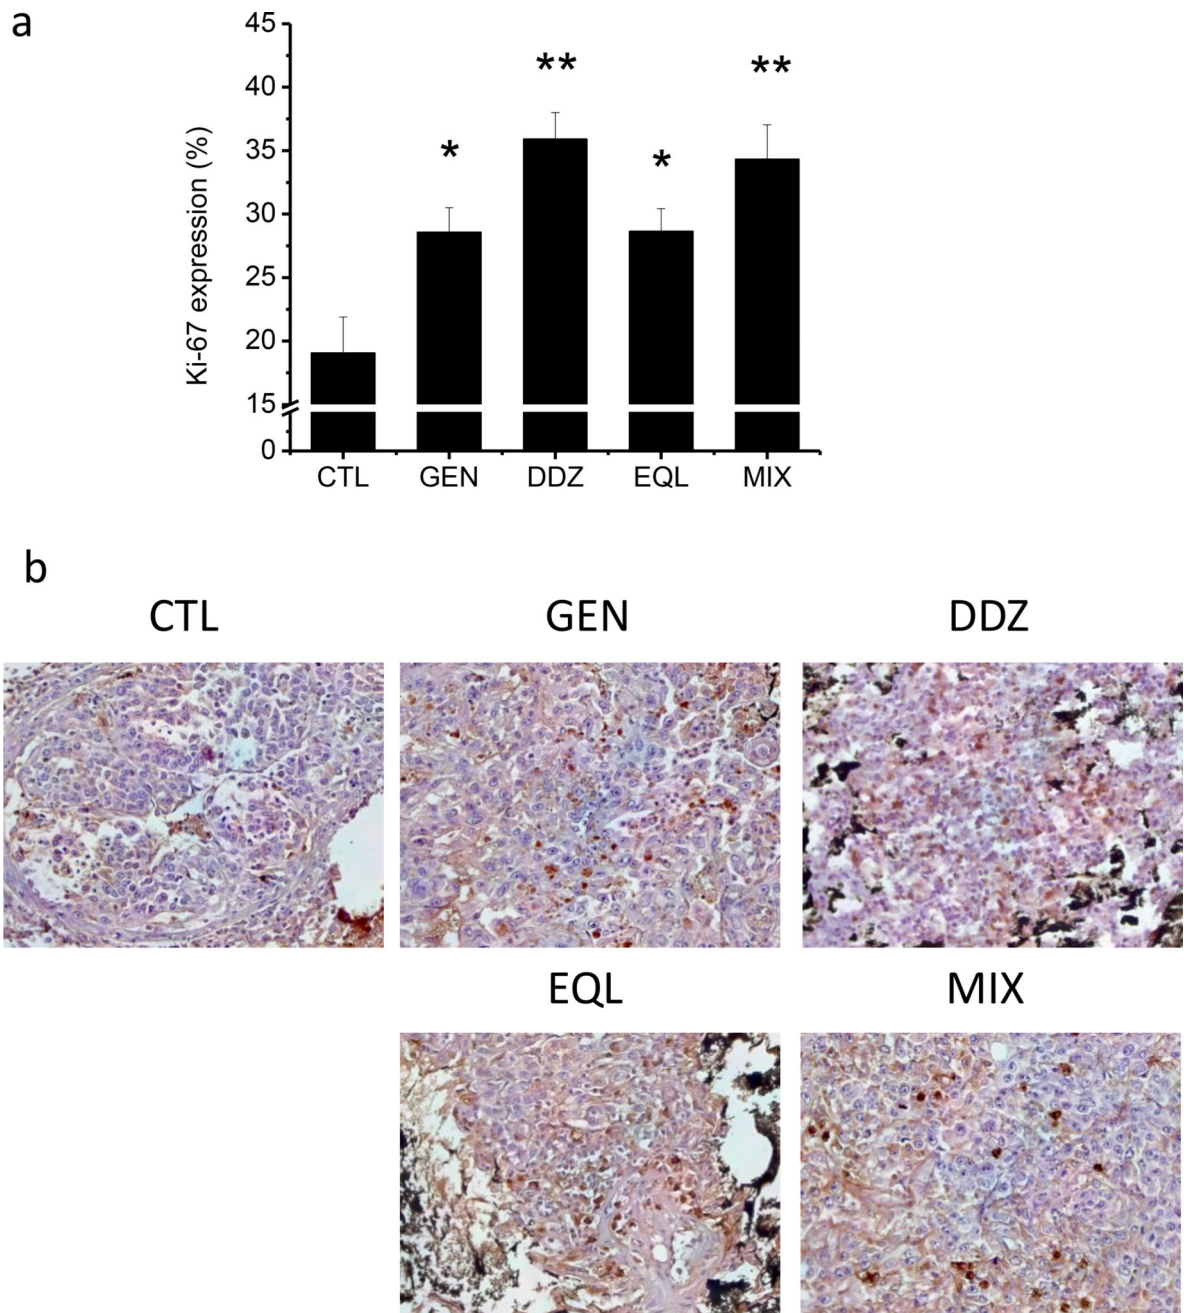 a
45
40
35
30
25
20
15
0
Ki-67 expression (%)
*
**
*
**
CTL GEN DDZ EQL MIX
b
CTL GEN DDZ
EQL MIX